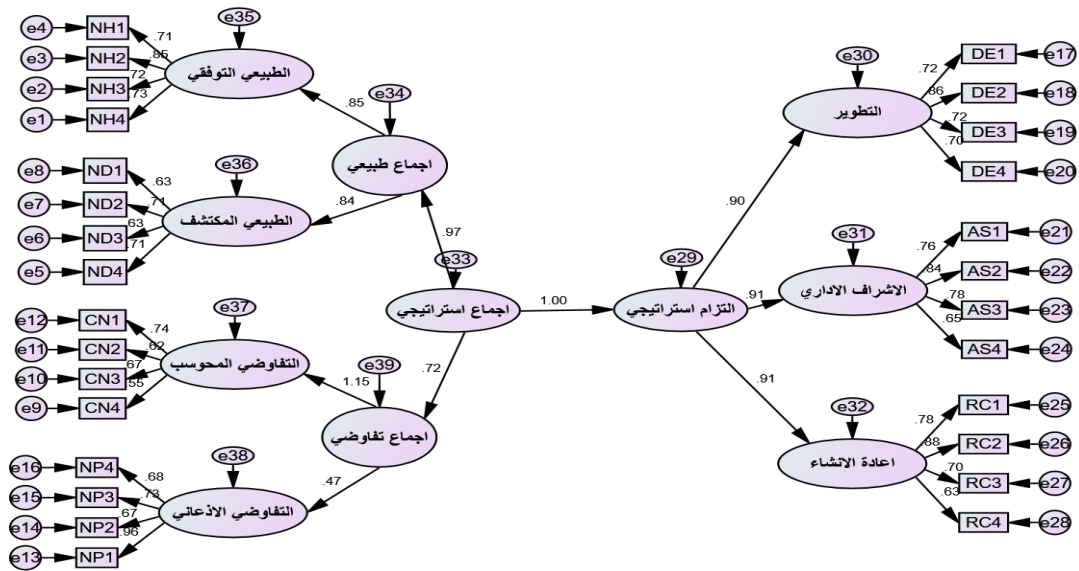 e4 NH1 .71
e3 NH2 .85
e2 NH3 .72
e1 NH4 .73
e35
الطبيعي التوفقي
e8 ND1 .63
e7 ND2 .71
e6 ND3 .63
e5 ND4 .71
e36
الطبيعي المكتشف
.85
.84
e34
اجماع طبيعي
.97
e12 CN1 .74
e11 CN2 .62
e10 CN3 .67
e9 CN4 .55
e37
التفاوضي المحوسب
e16 NP4 .68
e15 NP3 .73
e14 NP2 .67
e13 NP1 .96
e38
التفاوضي الاذعاني
1.15
.47
e39
اجماع تفاوضي
.72
e33
اجماع استراتيجي
1.00
e29
التزام استراتيجي
.90
.91
.91
e30
التطوير
.72 DE1 e17
.86 DE2 e18
.72 DE3 e19
.70 DE4 e20
e31
الاشراف الاداري
.76 AS1 e21
.84 AS2 e22
.78 AS3 e23
.65 AS4 e24
e32
اعادة الانشاء
.78 RC1 e25
.88 RC2 e26
.70 RC3 e27
.63 RC4 e28